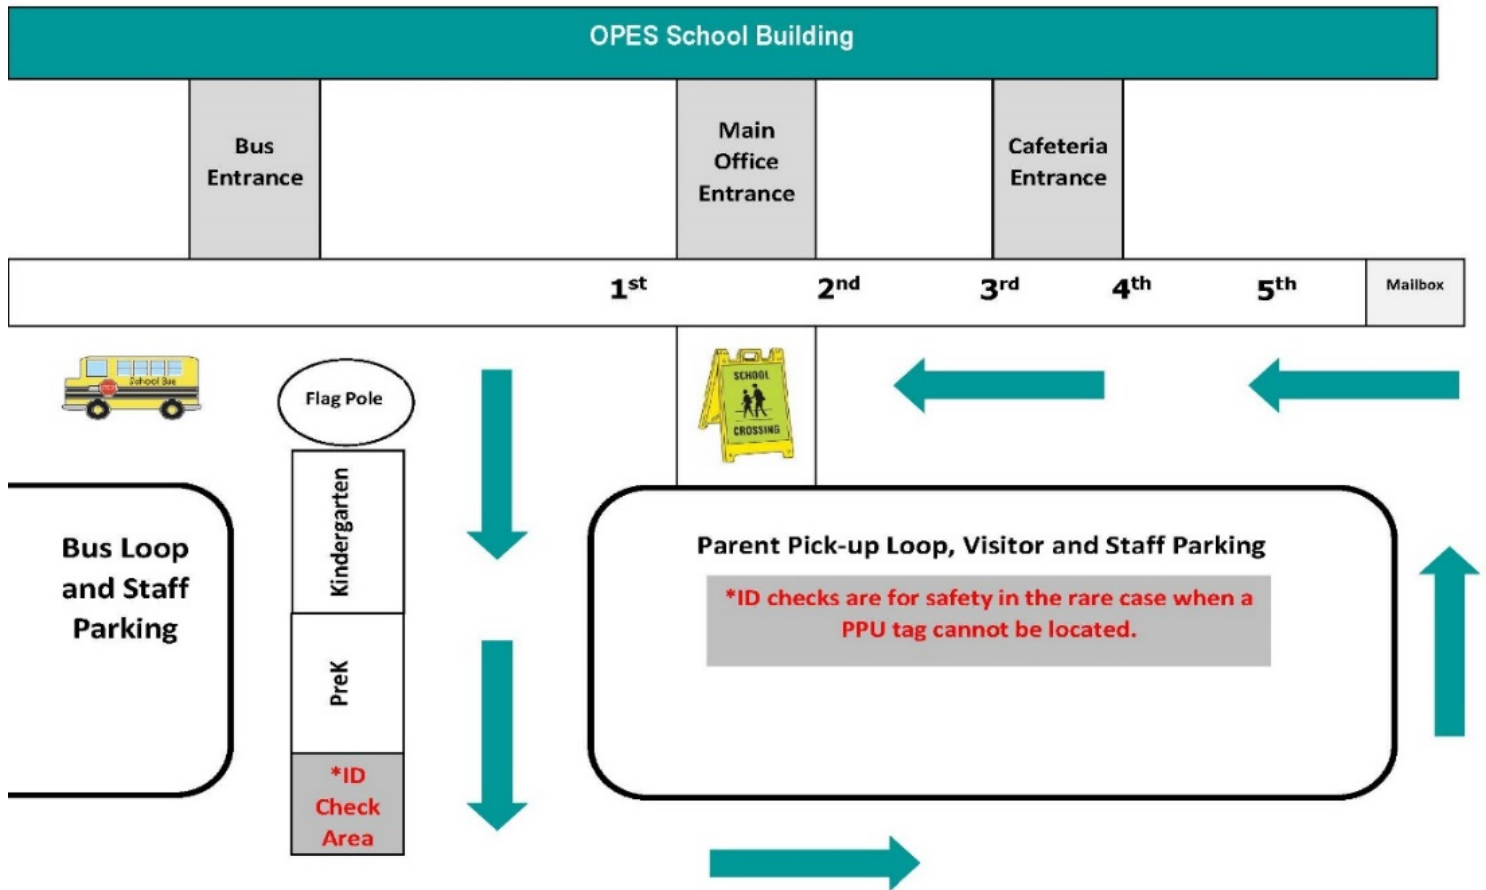 OPES School Building
Bus
Entrance
Main
Office
Entrance
Cafeteria
Entrance
1st
2nd
3rd
4th
5th
Mailbox
School Bus
Flag Pole
SCHOOL
CROSSING
Kindergarten
PreK
*ID
Check
Area
Bus Loop
and Staff
Parking
Parent Pick-up Loop, Visitor and Staff Parking
*ID checks are for safety in the rare case when a
PPU tag cannot be located.